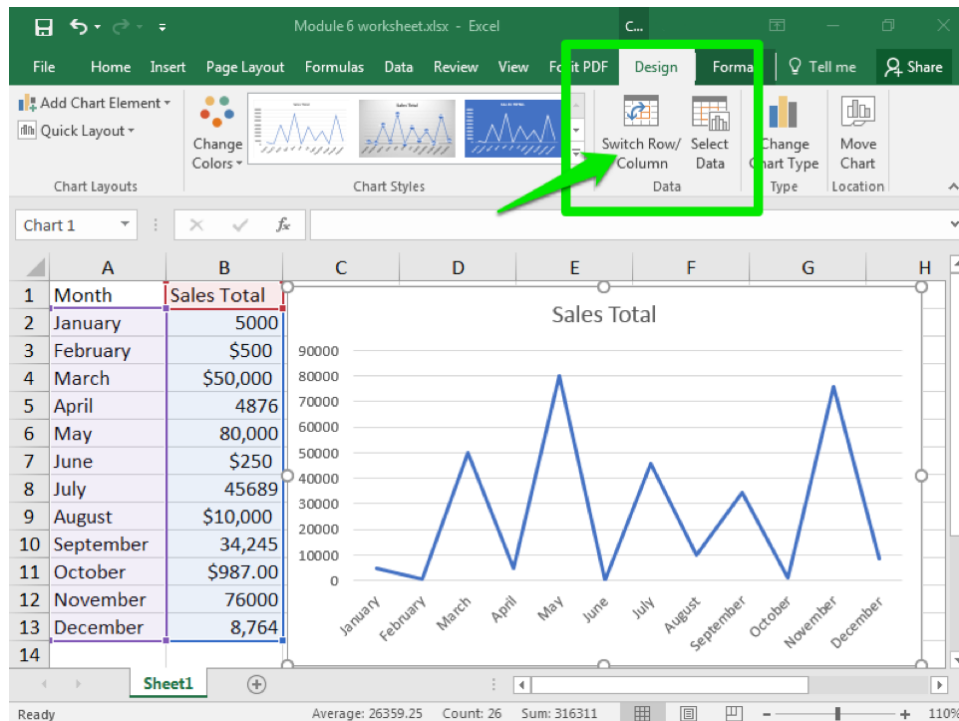 Module 6 worksheet.xlsx - Excel C...
File Home Insert Page Layout Formulas Data Review View Foxit PDF Design Forma Tell me Share
Add Chart Element
Quick Layout
Change
Colors
Switch Row/
Column
Select
Data
Change
Chart Type
Move
Chart
Chart Layouts Chart Styles Data Type Location
Chart 1 fx
A B C D E F G H
1 Month Sales Total
2 January 5000
3 February $500
4 March $50,000
5 April 4876
6 May 80,000
7 June $250
8 July 45689
9 August $10,000
10 September 34,245
11 October $987.00
12 November 76000
13 December 8,764
14
Sales Total
90000
80000
70000
60000
50000
40000
30000
20000
10000
0
January February March April May June July August September October November December
Sheet1
Ready Average: 26359.25 Count: 26 Sum: 316311 110%